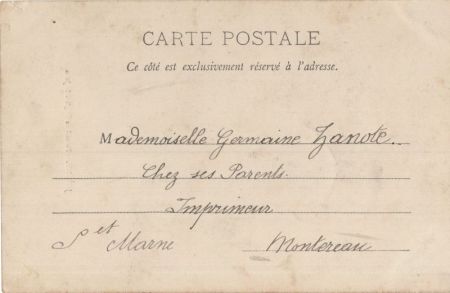 CARTE POSTALE
Ce côté est exclusivement réservé à l'adresse.
Mademoiselle Germaine Zanote.
Chez ses Parents.
Imprimeur
S et Marne Montereau